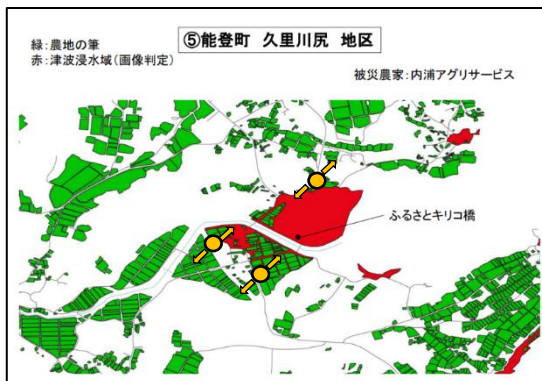 ⑤能登町 久里川尻 地区
緑:農地の筆
赤:津波浸水域(画像判定)
被災農家:内浦アグリサービス
ふるさとキリコ橋